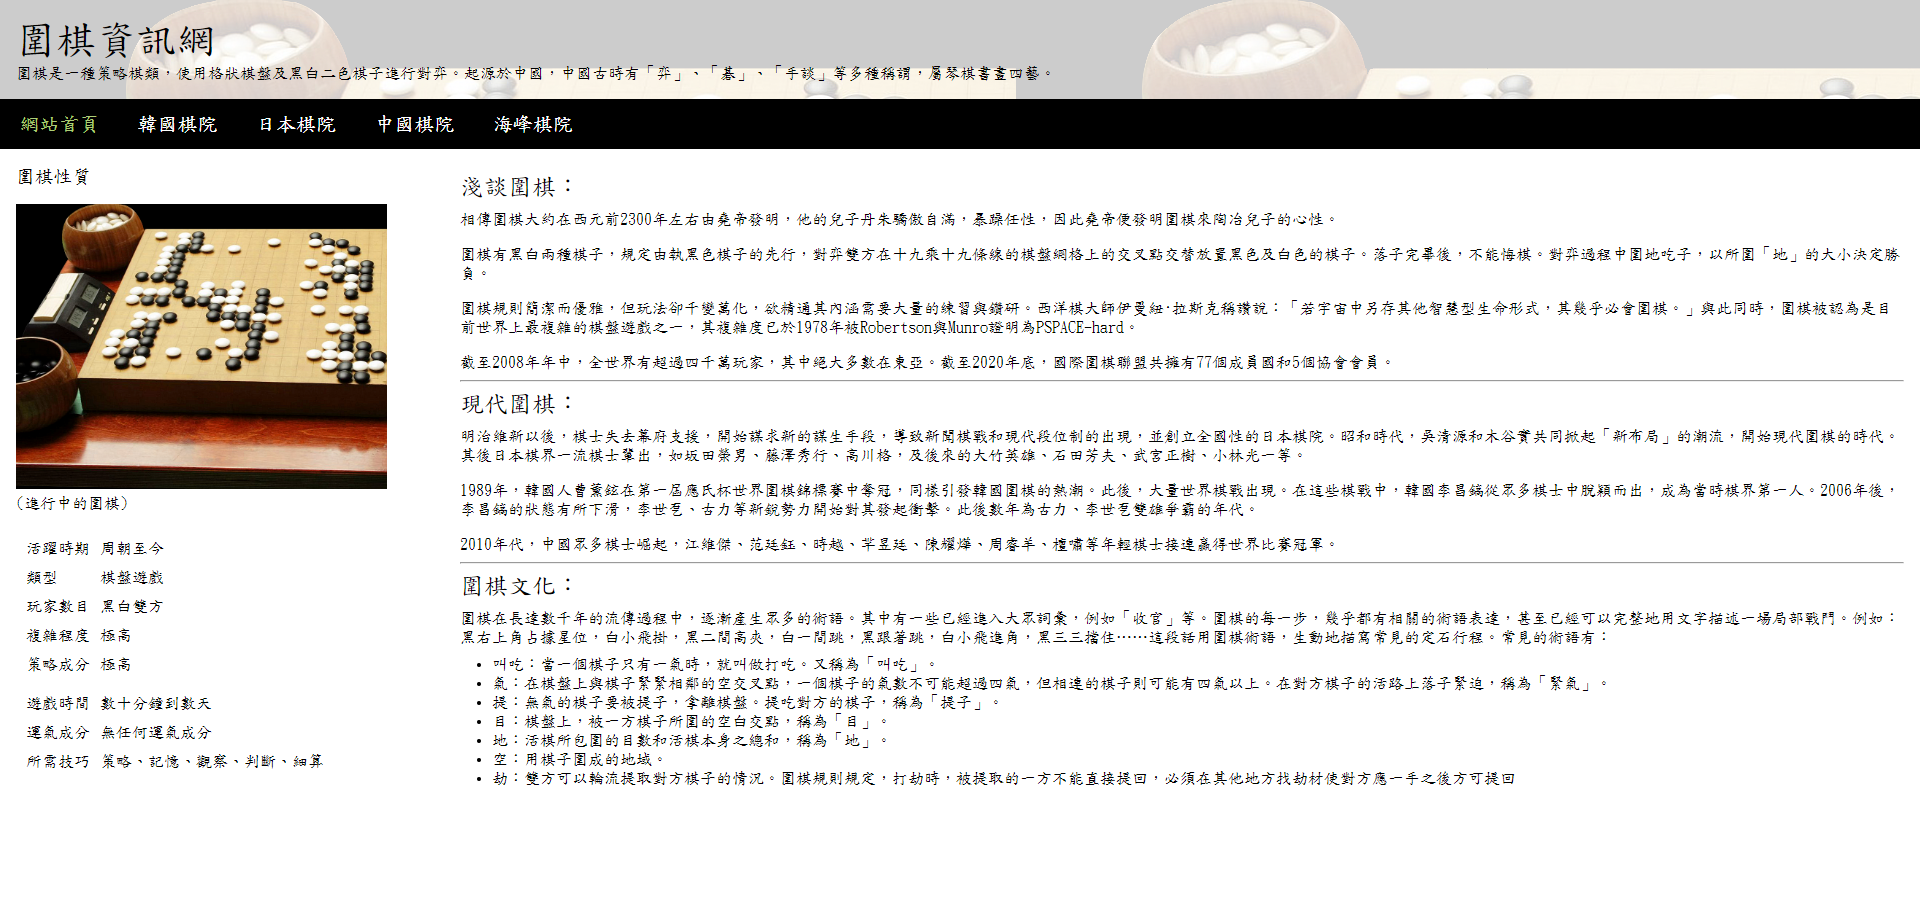 圍棋資訊網
圍棋是一種策略棋類，使用格狀棋盤及黑白二色棋子進行對弈。起源於中國，中國古時有「弈」、「碁」、「手談」等多種稱謂，屬琴棋書畫四藝。
網站首頁 韓國棋院 日本棋院 中國棋院 海峰棋院
圍棋性質
(進行中的圍棋)
活躍時期 周朝至今
類型 棋盤遊戲
玩家數目 黑白雙方
複雜程度 極高
策略成分 極高
遊戲時間 數十分鐘到數天
運氣成分 無任何運氣成分
所需技巧 策略、記憶、觀察、判斷、細算
淺談圍棋：
相傳圍棋大約在西元前2300年左右由堯帝發明，他的兒子丹朱驕傲自滿，暴躁任性，因此堯帝便發明圍棋來陶冶兒子的心性。
圍棋有黑白兩種棋子，規定由執黑色棋子的先行，對弈雙方在十九乘十九條線的棋盤網格上的交叉點交替放置黑色及白色的棋子。落子完畢後，不能悔棋。對弈過程中圍地吃子，以所圍「地」的大小決定勝
負。
圍棋規則簡潔而優雅，但玩法卻千變萬化，欲精通其內涵需要大量的練習與鑽研。西洋棋大師伊曼紐·拉斯克稱讚說：「若宇宙中另存其他智慧型生命形式，其幾乎必會圍棋。」與此同時，圍棋被認為是目
前世界上最複雜的棋盤遊戲之一，其複雜度已於1978年被Robertson與Munro證明為PSPACE-hard。
截至2008年年中，全世界有超過四千萬玩家，其中絕大多數在東亞。截至2020年底，國際圍棋聯盟共擁有77個成員國和5個協會會員。
現代圍棋：
明治維新以後，棋士失去幕府支援，開始謀求新的謀生手段，導致新聞棋戰和現代段位制的出現，並創立全國性的日本棋院。昭和時代，吳清源和木谷實共同掀起「新布局」的潮流，開始現代圍棋的時代。
其後日本棋界一流棋士輩出，如坂田榮男、藤澤秀行、高川格，及後來的大竹英雄、石田芳夫、武宮正樹、小林光一等。
1989年，韓國人曹薰鉉在第一屆應氏杯世界圍棋錦標賽中奪冠，同樣引發韓國圍棋的熱潮。此後，大量世界棋戰出現。在這些棋戰中，韓國李昌鎬從眾多棋士中脫穎而出，成為當時棋界第一人。2006年後，
李昌鎬的狀態有所下滑，李世乭、古力等新銳勢力開始對其發起衝擊。此後數年為古力、李世乭雙雄爭霸的年代。
2010年代，中國眾多棋士崛起，江維傑、范廷鈺、時越、羋昱廷、陳耀燁、周睿羊、檀嘯等年輕棋士接連贏得世界比賽冠軍。
圍棋文化：
圍棋在長達數千年的流傳過程中，逐漸產生眾多的術語。其中有一些已經進入大眾詞彙，例如「收官」等。圍棋的每一步，幾乎都有相關的術語表達，甚至已經可以完整地用文字描述一場局部戰鬥。例如：
黑右上角占據星位，白小飛掛，黑二間高夾，白一間跳，黑跟著跳，白小飛進角，黑三三擋住……這段話用圍棋術語，生動地描寫常見的定石行程。常見的術語有：
• 叫吃：當一個棋子只有一氣時，就叫做打吃。又稱為「叫吃」。
• 氣：在棋盤上與棋子緊緊相鄰的空交叉點，一個棋子的氣數不可能超過四氣，但相連的棋子則可能有四氣以上。在對方棋子的活路上落子緊迫，稱為「緊氣」。
• 提：無氣的棋子要被提子，拿離棋盤。提吃對方的棋子，稱為「提子」。
• 目：棋盤上，被一方棋子所圍的空白交點，稱為「目」。
• 地：活棋所包圍的目數和活棋本身之總和，稱為「地」。
• 空：用棋子圍成的地域。
• 劫：雙方可以輪流提取對方棋子的情況。圍棋規則規定，打劫時，被提取的一方不能直接提回，必須在其他地方找劫材使對方應一手之後方可提回